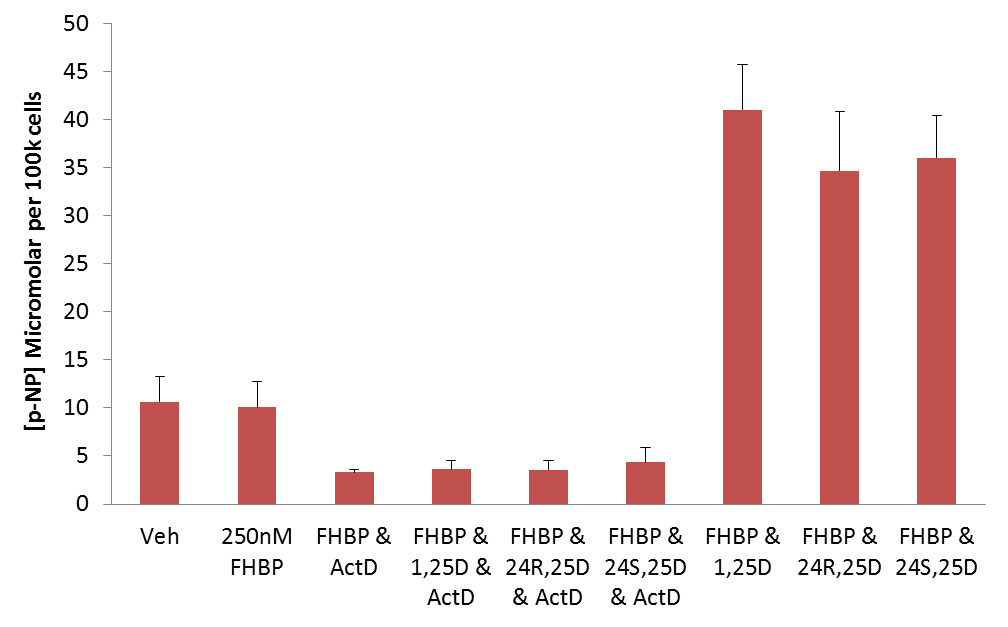 50
45
40
35
30
25
20
15
10
5
0
[p-NP] Micromolar per 100k cells
Veh
250nM
FHBP
FHBP &
ActD
FHBP &
1,25D &
ActD
FHBP &
24R,25D
& ActD
FHBP &
24S,25D
& ActD
FHBP &
1,25D
FHBP &
24R,25D
FHBP &
24S,25D